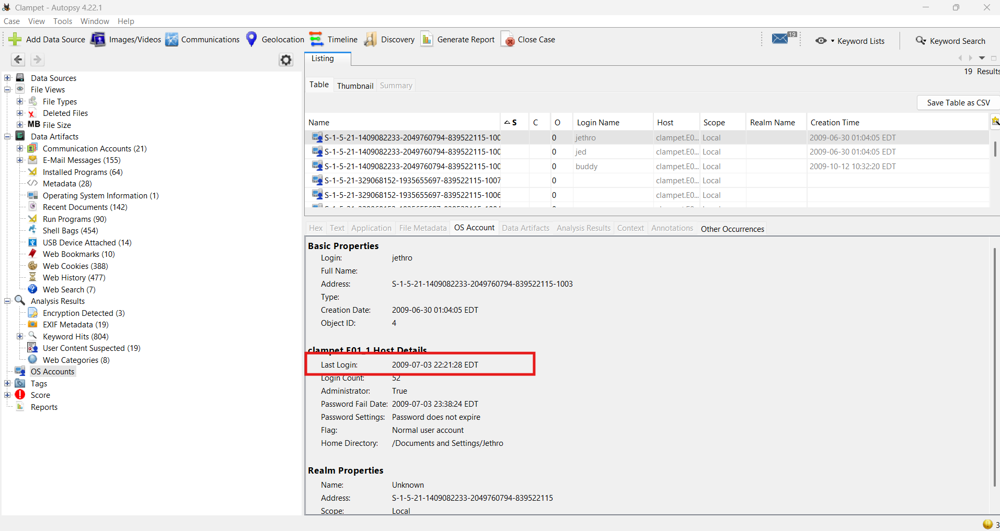 Clampet - Autopsy 4.22.1
Case View Tools Window Help
Add Data Source Images/Videos Communications Geolocation Timeline Discovery Generate Report Close Case 19 Keyword Lists Keyword Search
Listing
19 Results
Table Thumbnail Summary
Save Table as CSV
Name S C O Login Name Host Scope Realm Name Creation Time
S-1-5-21-1409082233-2049760794-839522115-100 0 jethro clampet.E0... Local 2009-06-30 01:04:05 EDT
S-1-5-21-1409082233-2049760794-839522115-100 0 jed clampet.E0... Local 2009-06-30 01:04:05 EDT
S-1-5-21-1409082233-2049760794-839522115-100 0 buddy clampet.E0... Local 2009-10-12 10:32:20 EDT
S-1-5-21-329068152-1935655697-839522115-1007 0 clampet.E0... Local
S-1-5-21-329068152-1935655697-839522115-1006 0 clampet.E0... Local
Data Sources
File Views
File Types
Deleted Files
MB File Size
Data Artifacts
Communication Accounts (21)
E-Mail Messages (155)
Installed Programs (64)
Metadata (28)
Operating System Information (1)
Recent Documents (142)
Run Programs (90)
Shell Bags (454)
USB Device Attached (14)
Web Bookmarks (10)
Web Cookies (388)
Web History (477)
Web Search (7)
Analysis Results
Encryption Detected (3)
EXIF Metadata (19)
Keyword Hits (804)
User Content Suspected (19)
Web Categories (8)
OS Accounts
Tags
Score
Reports
Hex Text Application File Metadata OS Account Data Artifacts Analysis Results Context Annotations Other Occurrences
Basic Properties
Login: jethro
Full Name:
Address: S-1-5-21-1409082233-2049760794-839522115-1003
Type:
Creation Date: 2009-06-30 01:04:05 EDT
Object ID: 4
clampet.E01_1 Host Details
Last Login: 2009-07-03 22:21:28 EDT
Login Count: 52
Administrator: True
Password Fail Date: 2009-07-03 23:38:24 EDT
Password Settings: Password does not expire
Flag: Normal user account
Home Directory: /Documents and Settings/Jethro
Realm Properties
Name: Unknown
Address: S-1-5-21-1409082233-2049760794-839522115
Scope: Local
3